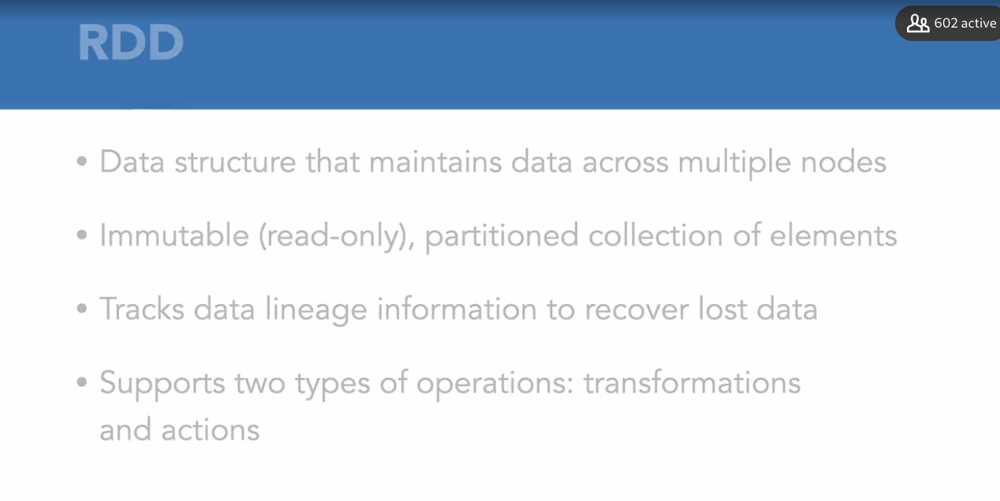 RDD
602 active
• Data structure that maintains data across multiple nodes
• Immutable (read-only), partitioned collection of elements
• Tracks data lineage information to recover lost data
• Supports two types of operations: transformations
and actions